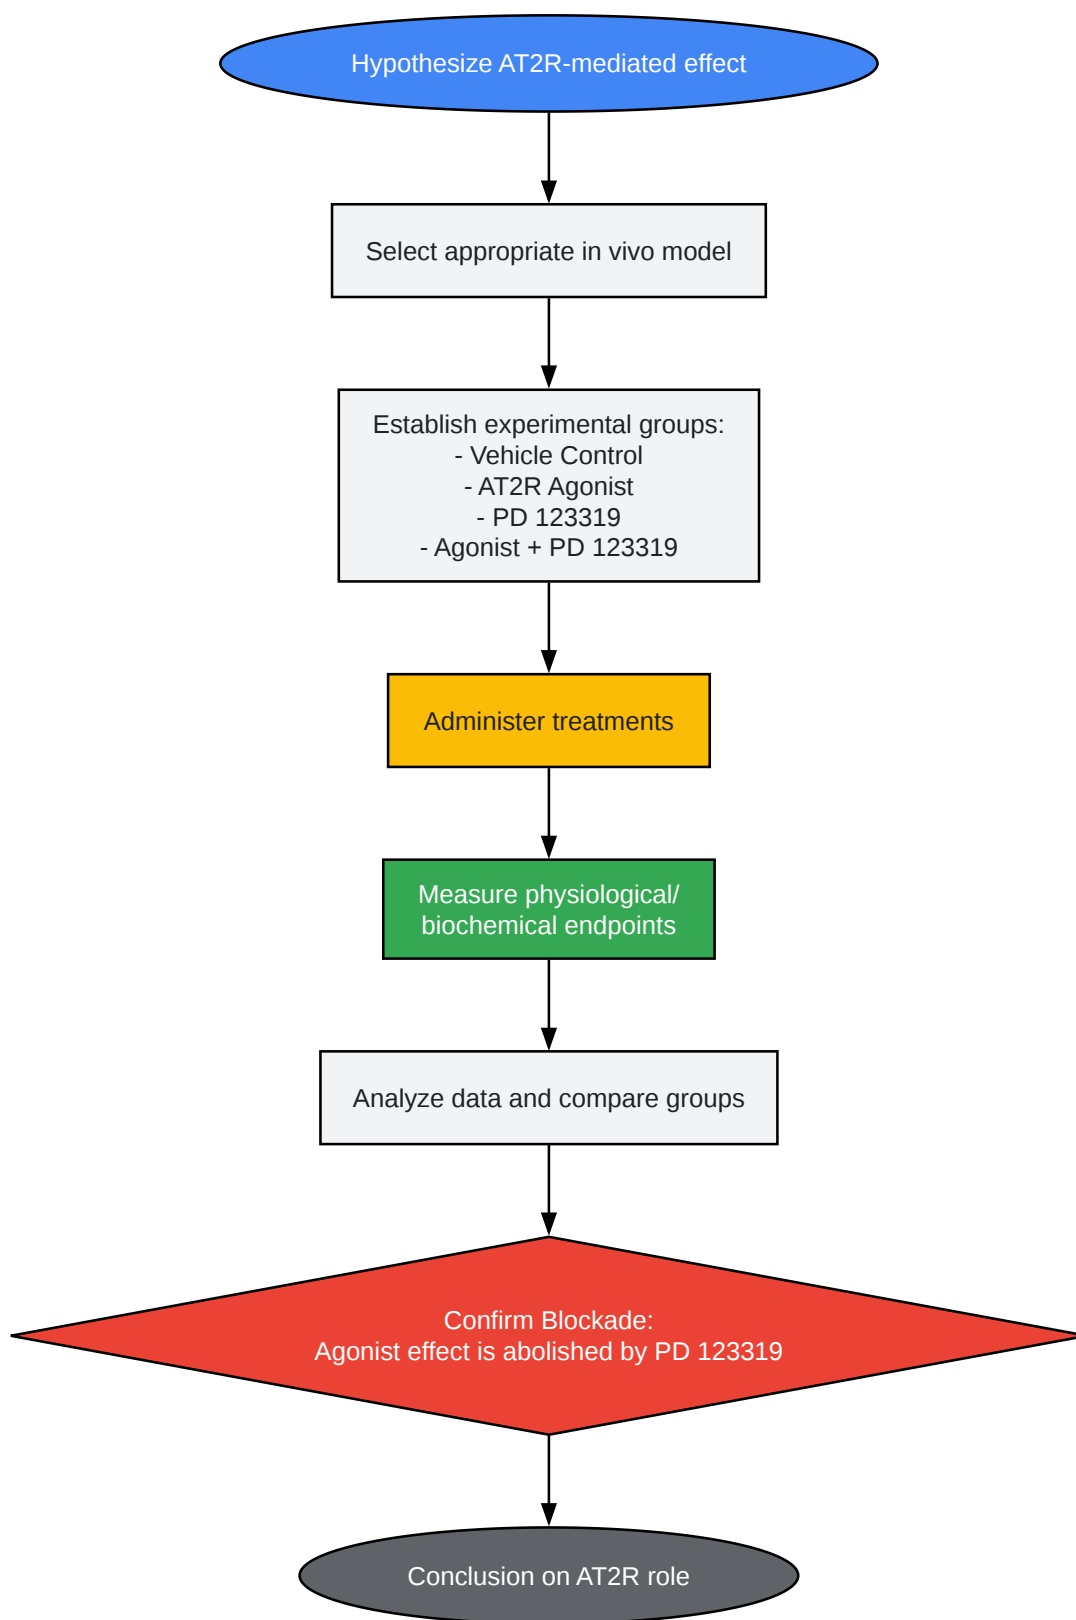 Hypothesize AT2R-mediated effect
Select appropriate in vivo model
Establish experimental groups:
- Vehicle Control
- AT2R Agonist
- PD 123319
- Agonist + PD 123319
Administer treatments
Measure physiological/
biochemical endpoints
Analyze data and compare groups
Confirm Blockade:
Agonist effect is abolished by PD 123319
Conclusion on AT2R role